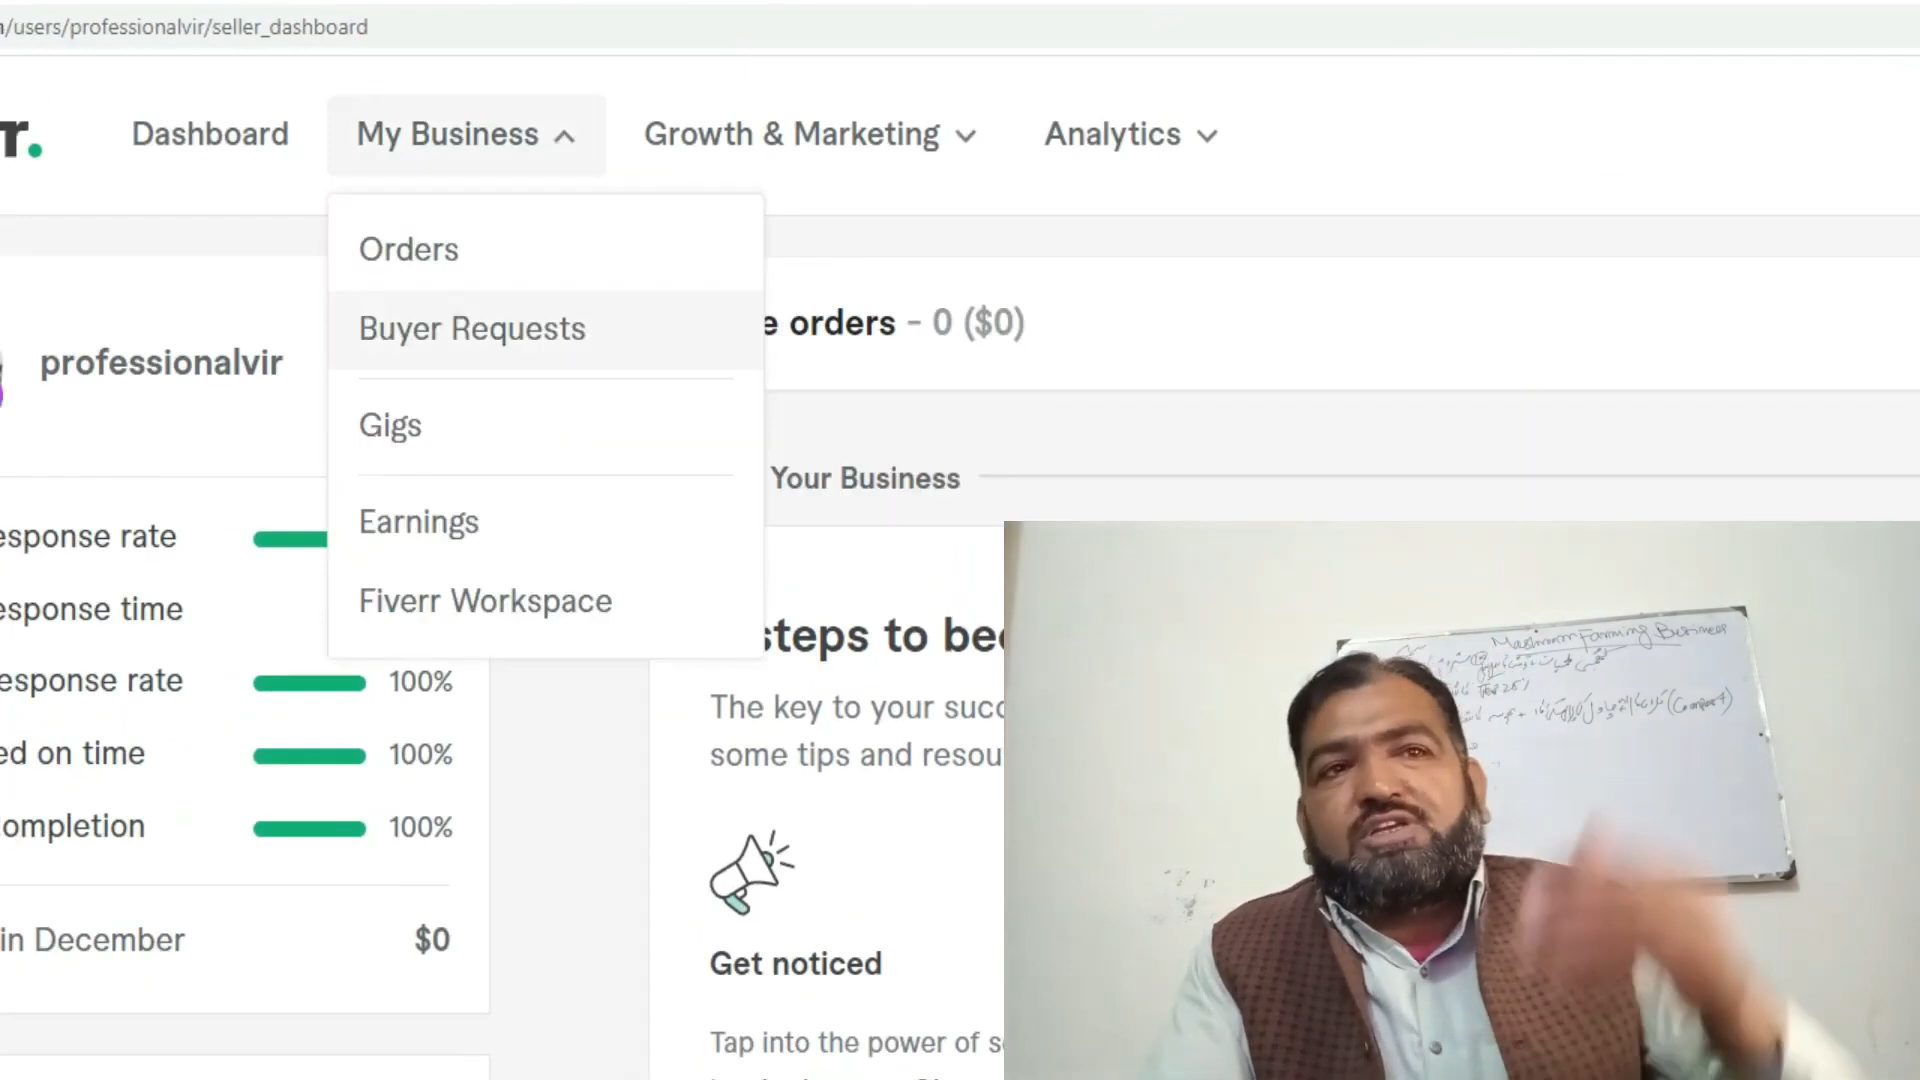 /users/professionalvir/seller_dashboard
r.
Dashboard
My Business
Growth & Marketing
Analytics
Orders
Buyer Requests
Gigs
Earnings
Fiverr Workspace
e orders - 0 ($0)
professionalvir
Your Business
esponse rate
esponse time
esponse rate 100%
ed on time 100%
ompletion 100%
in December $0
steps to bec
The key to your succ
some tips and resou
Get noticed
Tap into the power of s
Farming Business
(Compost)